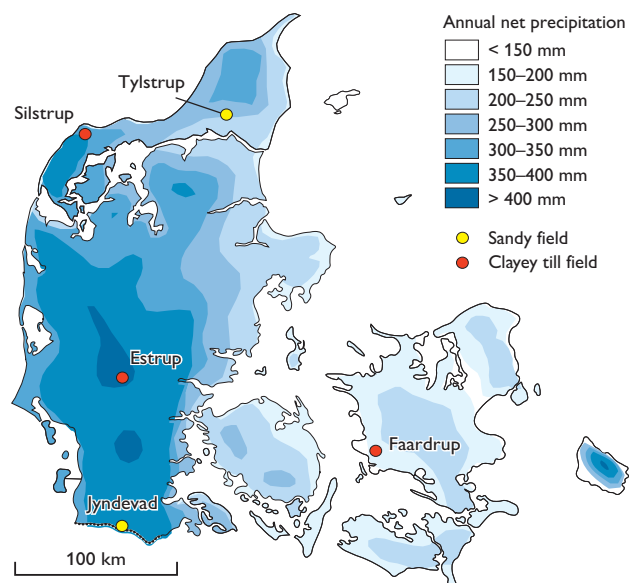 Annual net precipitation
< 150 mm
150–200 mm
200–250 mm
250–300 mm
300–350 mm
350–400 mm
> 400 mm
Sandy field
Clayey till field
Tylstrup
Silstrup
Estrup
Faardrup
Jyndevad
100 km